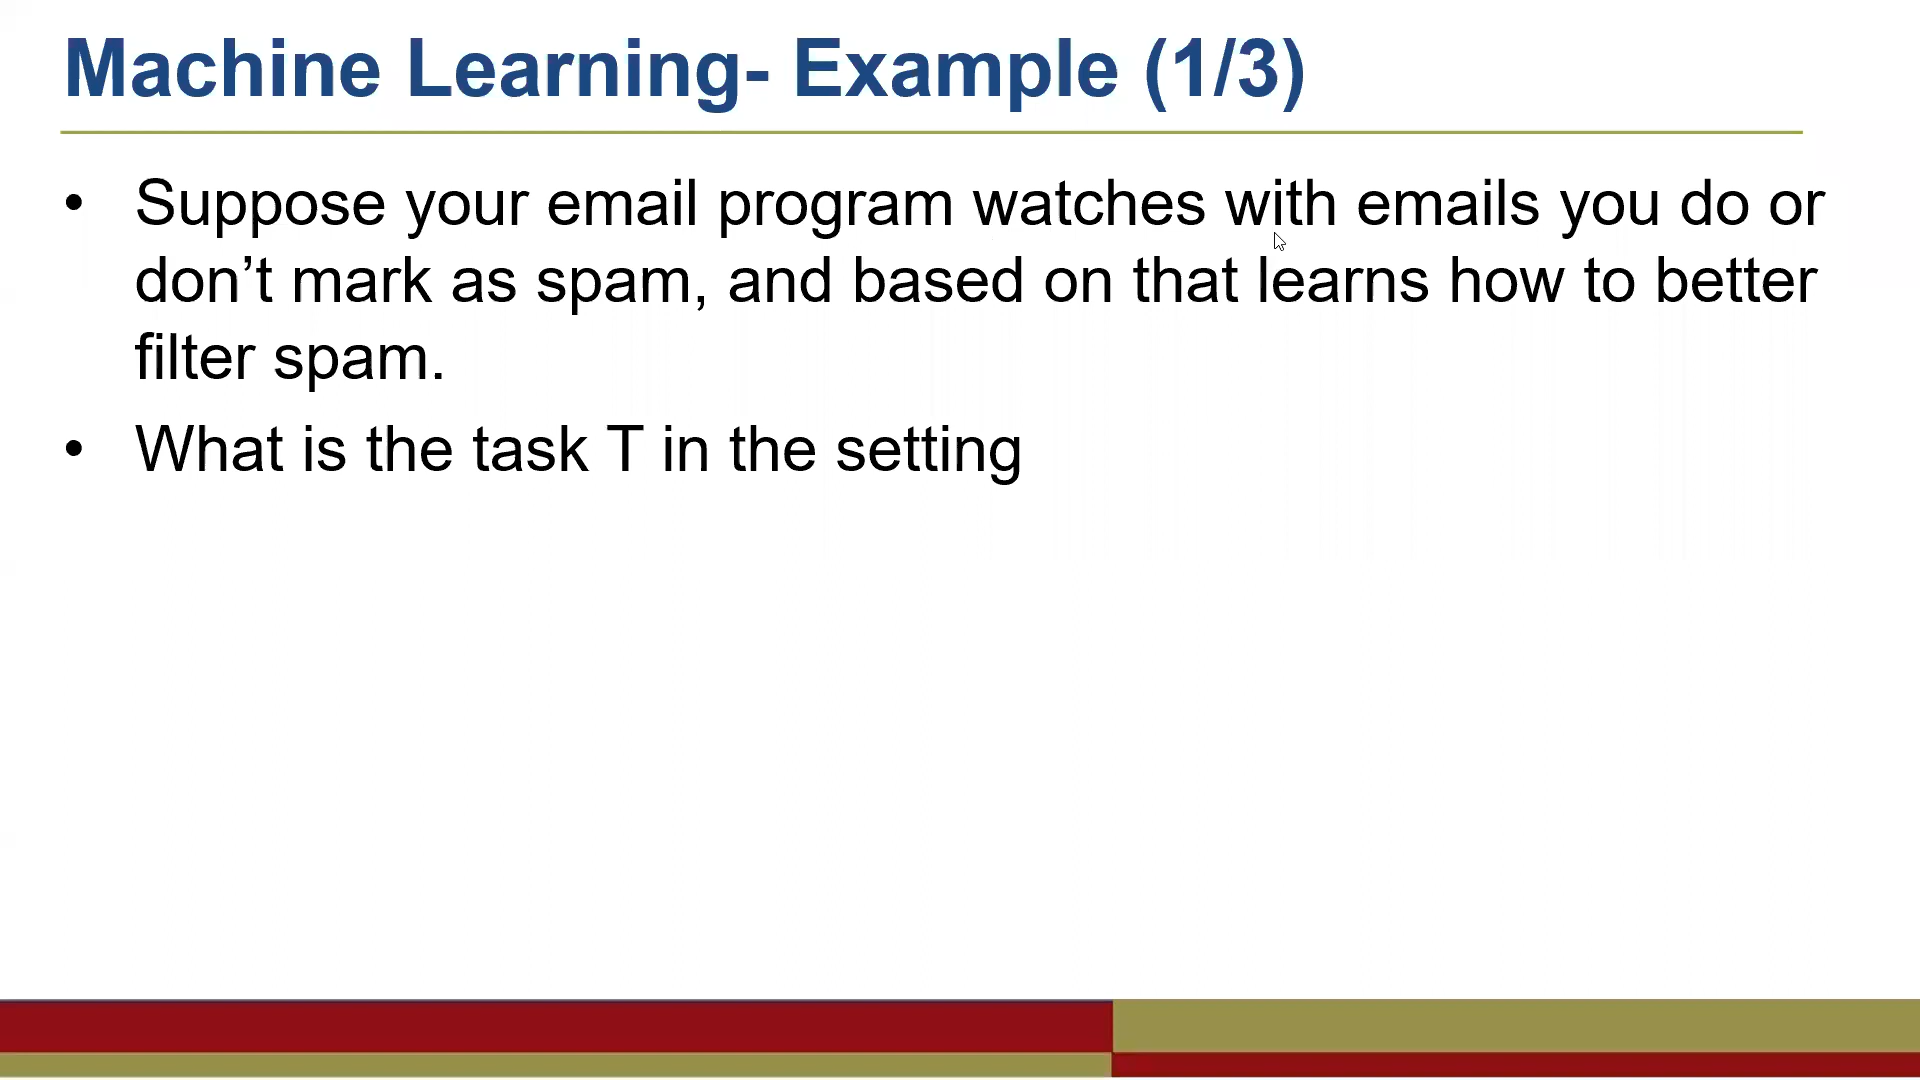 Machine Learning- Example (1/3)
• Suppose your email program watches with emails you do or
don’t mark as spam, and based on that learns how to better
filter spam.
• What is the task T in the setting